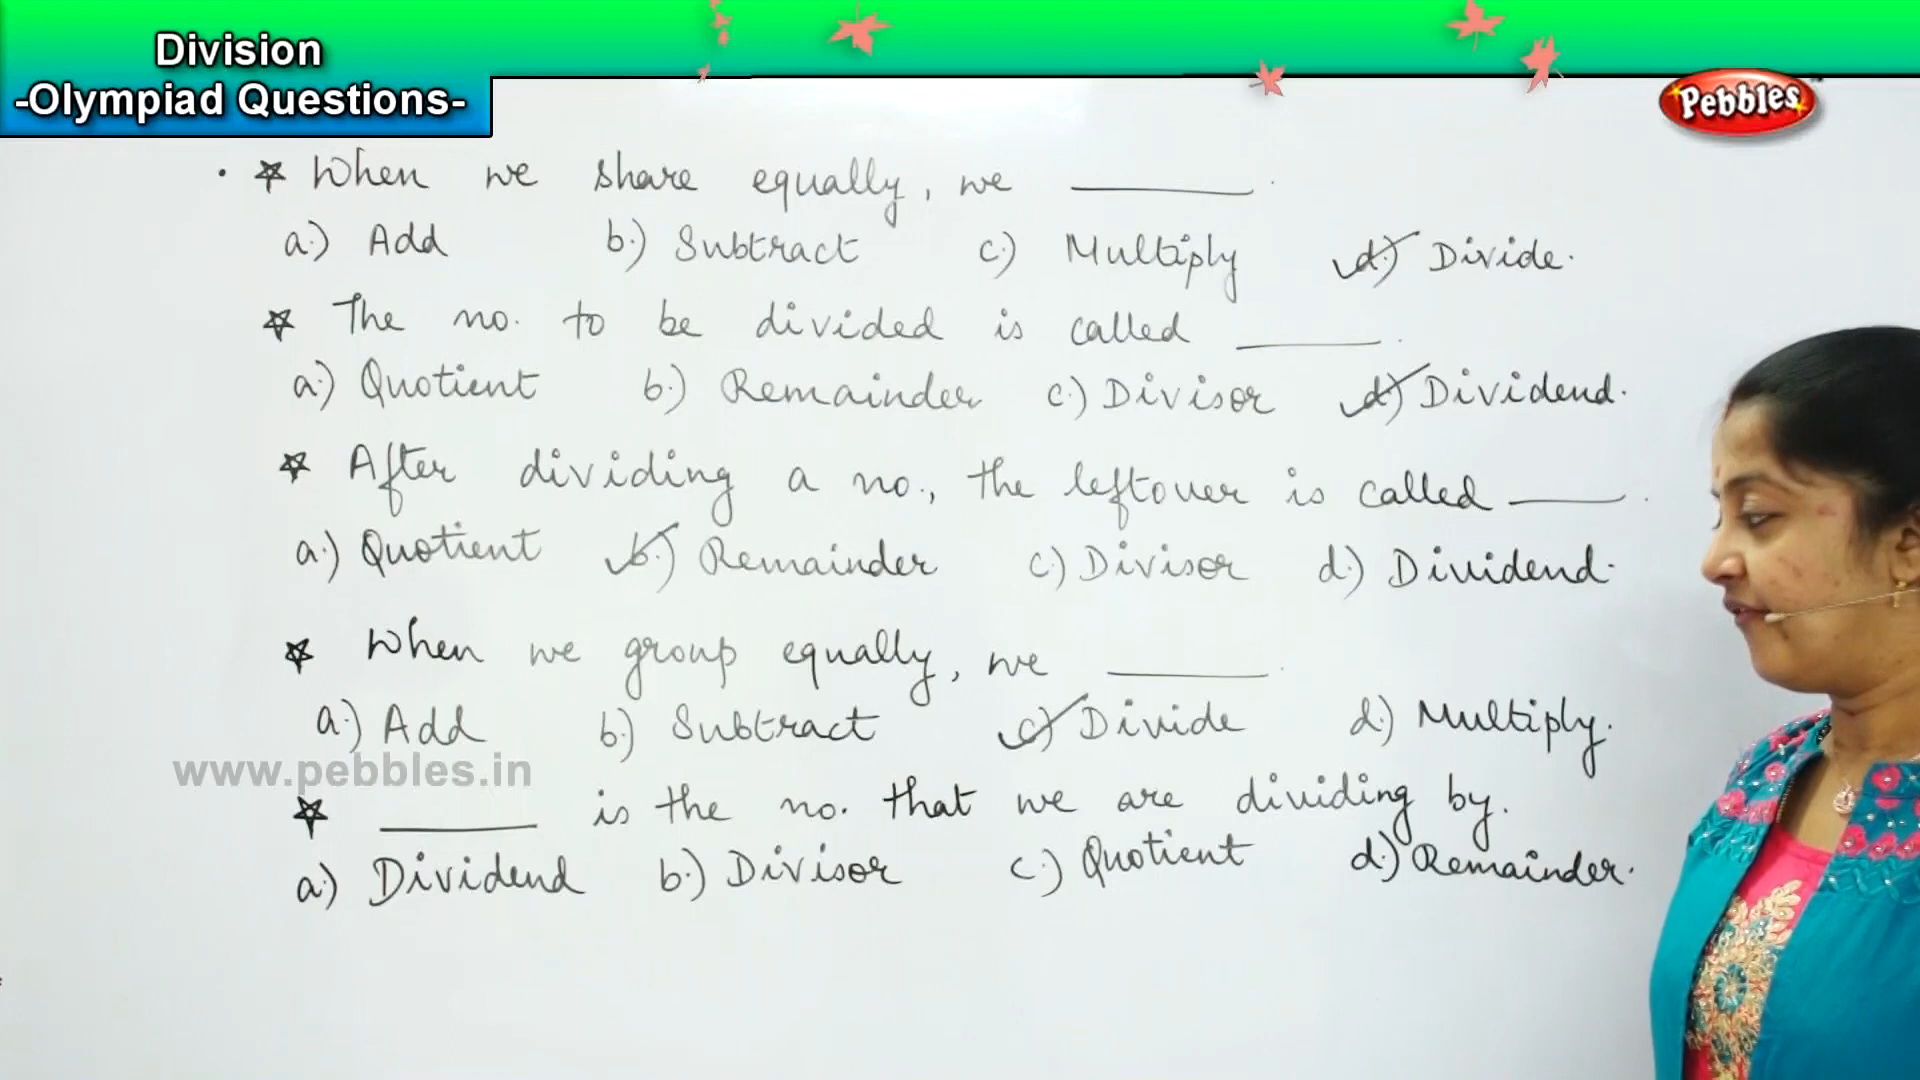 Division
-Olympiad Questions-
Pebbles
When we share equally, we ______.
a.) Add b.) Subtract c.) Multiply d.) Divide.
The no. to be divided is called ______.
a.) Quotient b.) Remainder c.) Divisor d.) Dividend.
After dividing a no., the leftover is called ______.
a.) Quotient b.) Remainder c.) Divisor d.) Dividend.
When we group equally, we ______.
a.) Add b.) Subtract c.) Divide d.) Multiply.
www.pebbles.in
______ is the no. that we are dividing by.
a.) Dividend b.) Divisor c.) Quotient d.) Remainder.